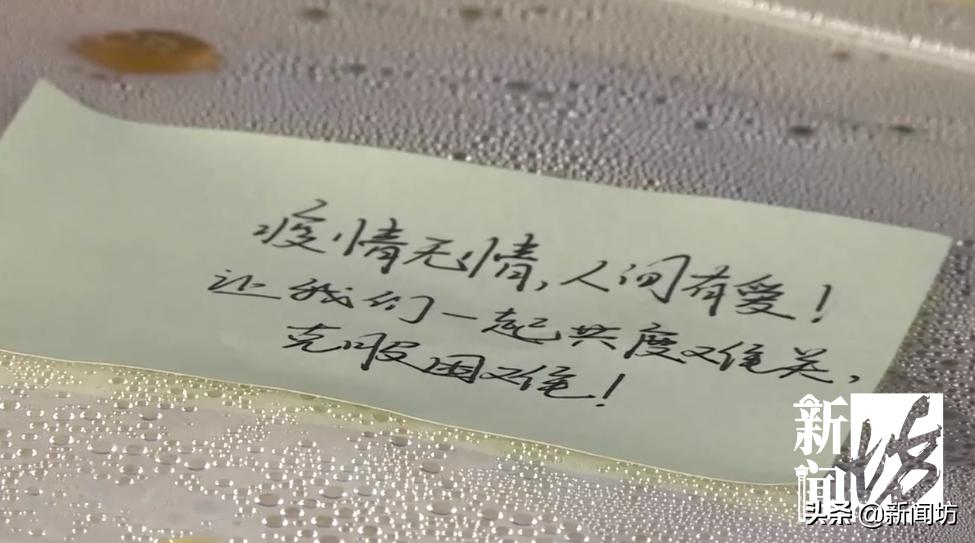 疫情无情,人间有爱!
让我们一起共度难关,
克服困难!
新闻坊
头条 @新闻坊